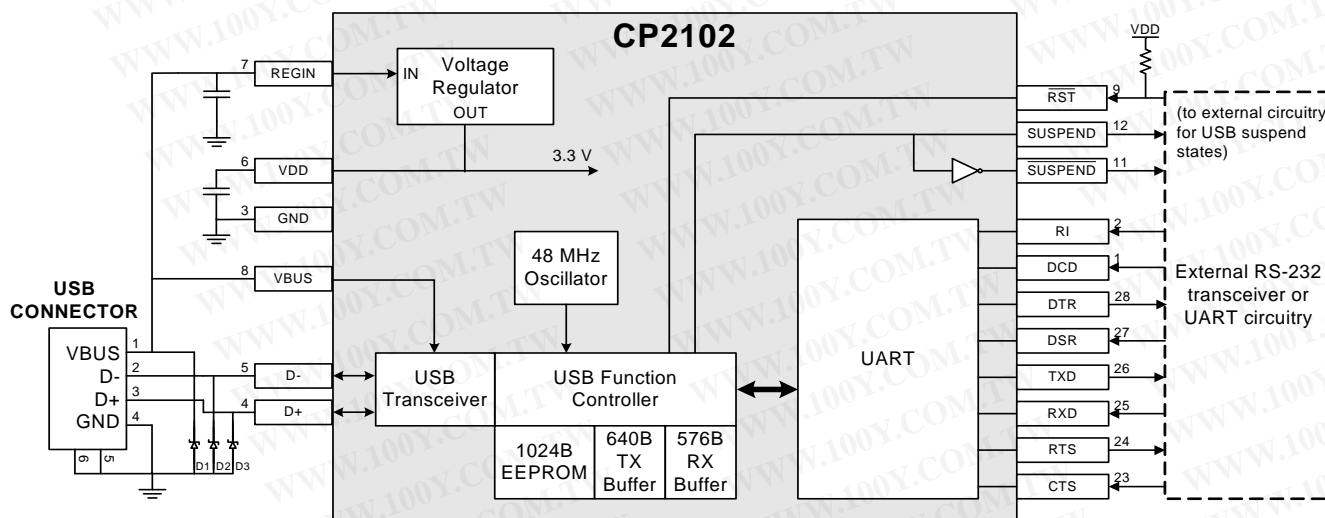 CP2102
USB
CONNECTOR
VBUS
D-
D+
GND
1
2
3
4
6
5
D1
D2
D3
7
REGIN
6
VDD
3
GND
8
VBUS
5
D-
4
D+
IN
Voltage
Regulator
OUT
3.3 V
48 MHz
Oscillator
USB
Transceiver
USB Function
Controller
1024B
EEPROM
640B
TX
Buffer
576B
RX
Buffer
UART
VDD
RST
9
SUSPEND
12
SUSPEND
11
RI
2
DCD
1
DTR
28
DSR
27
TXD
26
RXD
25
RTS
24
CTS
23
(to external circuitry
for USB suspend
states)
External RS-232
transceiver or
UART circuitry
WWW.100Y.COM.TW